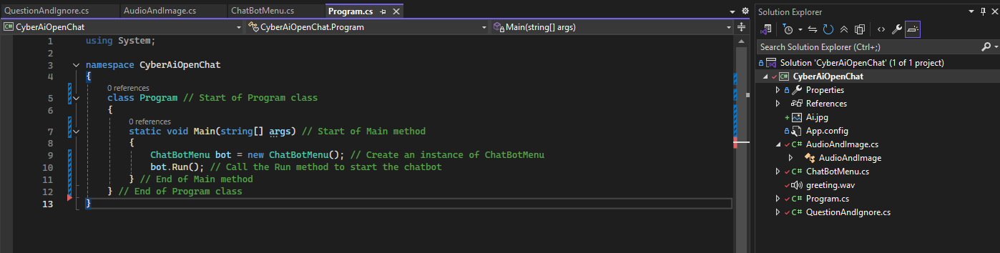 QuestionAndIgnore.cs AudioAndImage.cs ChatBotMenu.cs Program.cs
CyberAiOpenChat CyberAiOpenChat.Program Main(string[] args)
1 using System;
2
3 namespace CyberAiOpenChat
4 {
0 references
5 class Program // Start of Program class
6 {
0 references
7 static void Main(string[] args) // Start of Main method
8 {
9 ChatBotMenu bot = new ChatBotMenu(); // Create an instance of ChatBotMenu
10 bot.Run(); // Call the Run method to start the chatbot
11 } // End of Main method
12 } // End of Program class
13 }
Solution Explorer
Search Solution Explorer (Ctrl+;)
Solution 'CyberAiOpenChat' (1 of 1 project)
C# CyberAiOpenChat
Properties
References
Ai.jpg
App.config
C# AudioAndImage.cs
AudioAndImage
C# ChatBotMenu.cs
greeting.wav
C# Program.cs
C# QuestionAndIgnore.cs